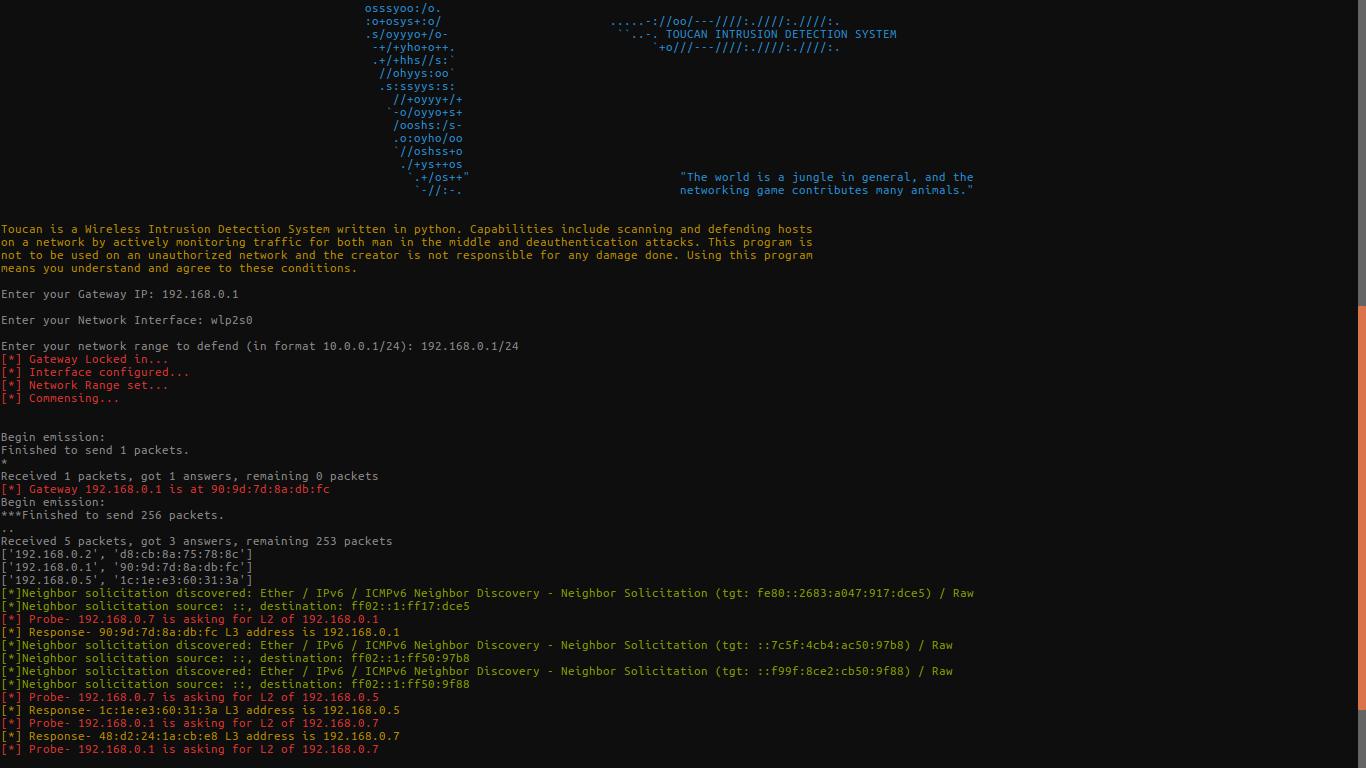 osssyoo:/o.
:o+osys+:o/ .....-://oo/---////:.////:.////:.
.s/oyyyo+/o- ``..-. TOUCAN INTRUSION DETECTION SYSTEM
-+/+yho+o++. `+o///---////:.////:.////:.
.+/+hhs//s:`
//ohyys:oo`
.s:ssyys:s:
//+oyyy+/+
`-o/oyyo+s+
/ooshs:/s-
.o:oyho/oo
`//oshss+o
./+ys++os
`.+/os++" "The world is a jungle in general, and the
`-//:-. networking game contributes many animals."
Toucan is a Wireless Intrusion Detection System written in python. Capabilities include scanning and defending hosts
on a network by actively monitoring traffic for both man in the middle and deauthentication attacks. This program is
not to be used on an unauthorized network and the creator is not responsible for any damage done. Using this program
means you understand and agree to these conditions.
Enter your Gateway IP: 192.168.0.1
Enter your Network Interface: wlp2s0
Enter your network range to defend (in format 10.0.0.1/24): 192.168.0.1/24
[*] Gateway Locked in...
[*] Interface configured...
[*] Network Range set...
[*] Commensing...
Begin emission:
Finished to send 1 packets.
*
Received 1 packets, got 1 answers, remaining 0 packets
[*] Gateway 192.168.0.1 is at 90:9d:7d:8a:db:fc
Begin emission:
***Finished to send 256 packets.
..
Received 5 packets, got 3 answers, remaining 253 packets
['192.168.0.2', 'd8:cb:8a:75:78:8c']
['192.168.0.1', '90:9d:7d:8a:db:fc']
['192.168.0.5', '1c:1e:e3:60:31:3a']
[*]Neighbor solicitation discovered: Ether / IPv6 / ICMPv6 Neighbor Discovery - Neighbor Solicitation (tgt: fe80::2683:a047:917:dce5) / Raw
[*]Neighbor solicitation source: ::, destination: ff02::1:ff17:dce5
[*] Probe- 192.168.0.7 is asking for L2 of 192.168.0.1
[*] Response- 90:9d:7d:8a:db:fc L3 address is 192.168.0.1
[*]Neighbor solicitation discovered: Ether / IPv6 / ICMPv6 Neighbor Discovery - Neighbor Solicitation (tgt: ::7c5f:4cb4:ac50:97b8) / Raw
[*]Neighbor solicitation source: ::, destination: ff02::1:ff50:97b8
[*]Neighbor solicitation discovered: Ether / IPv6 / ICMPv6 Neighbor Discovery - Neighbor Solicitation (tgt: ::f99f:8ce2:cb50:9f88) / Raw
[*]Neighbor solicitation source: ::, destination: ff02::1:ff50:9f88
[*] Probe- 192.168.0.7 is asking for L2 of 192.168.0.5
[*] Response- 1c:1e:e3:60:31:3a L3 address is 192.168.0.5
[*] Probe- 192.168.0.1 is asking for L2 of 192.168.0.7
[*] Response- 48:d2:24:1a:cb:e8 L3 address is 192.168.0.7
[*] Probe- 192.168.0.1 is asking for L2 of 192.168.0.7